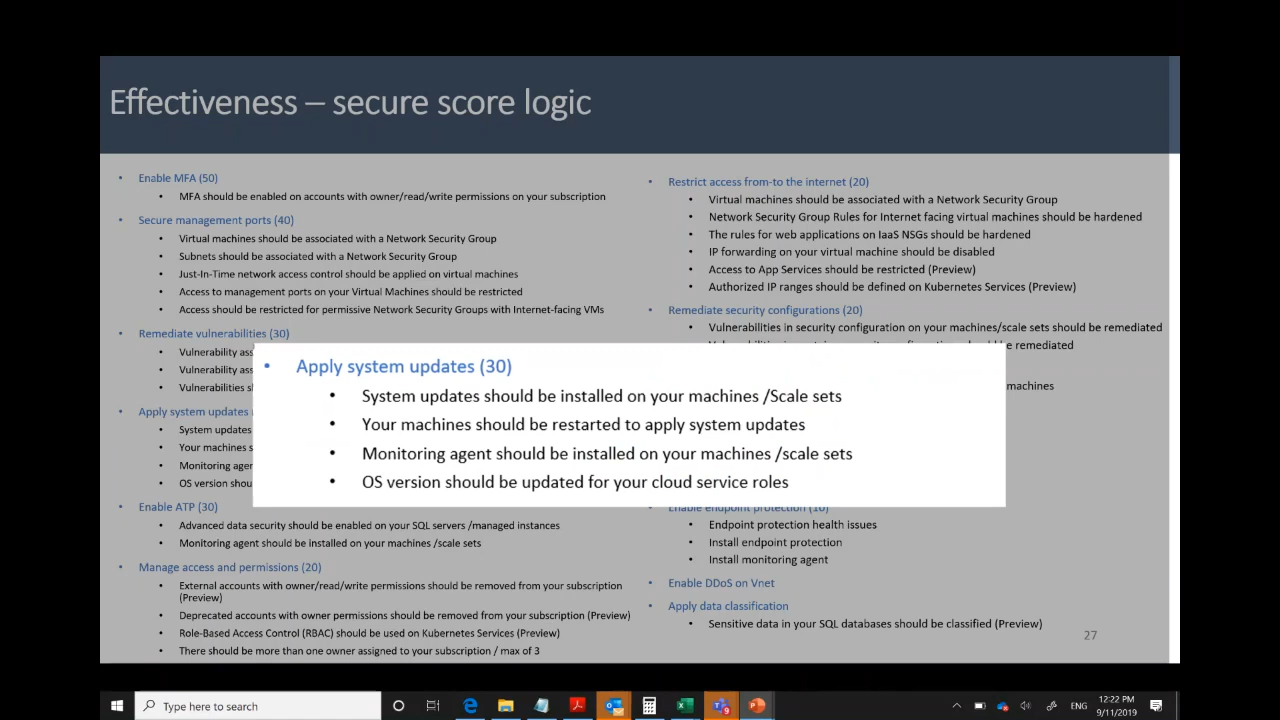 Effectiveness – secure score logic
• Enable MFA (50)
• MFA should be enabled on accounts with owner/read/write permissions on your subscription
• Secure management ports (40)
• Virtual machines should be associated with a Network Security Group
• Subnets should be associated with a Network Security Group
• Just-In-Time network access control should be applied on virtual machines
• Access to management ports on your Virtual Machines should be restricted
• Access should be restricted for permissive Network Security Groups with Internet-facing VMs
• Remediate vulnerabilities (30)
• Vulnerability
• Vulnerability
• Vulnerabilities
• Apply system updates
• System updates
• Your machines
• Monitoring
• OS version
• Enable ATP (30)
• Advanced data security should be enabled on your SQL servers /managed instances
• Monitoring agent should be installed on your machines /scale sets
• Manage access and permissions (20)
• External accounts with owner/read/write permissions should be removed from your subscription
(Preview)
• Deprecated accounts with owner permissions should be removed from your subscription (Preview)
• Role-Based Access Control (RBAC) should be used on Kubernetes Services (Preview)
• There should be more than one owner assigned to your subscription / max of 3
• Apply system updates (30)
• System updates should be installed on your machines /Scale sets
• Your machines should be restarted to apply system updates
• Monitoring agent should be installed on your machines /scale sets
• OS version should be updated for your cloud service roles
• Restrict access from-to the internet (20)
• Virtual machines should be associated with a Network Security Group
• Network Security Group Rules for Internet facing virtual machines should be hardened
• The rules for web applications on IaaS NSGs should be hardened
• IP forwarding on your virtual machine should be disabled
• Access to App Services should be restricted (Preview)
• Authorized IP ranges should be defined on Kubernetes Services (Preview)
• Remediate security configurations (20)
• Vulnerabilities in security configuration on your machines/scale sets should be remediated
be remediated
machines
• Enable endpoint protection (10)
• Endpoint protection health issues
• Install endpoint protection
• Install monitoring agent
• Enable DDoS on Vnet
• Apply data classification
• Sensitive data in your SQL databases should be classified (Preview)
27
Type here to search
ENG
12:22 PM
9/11/2019